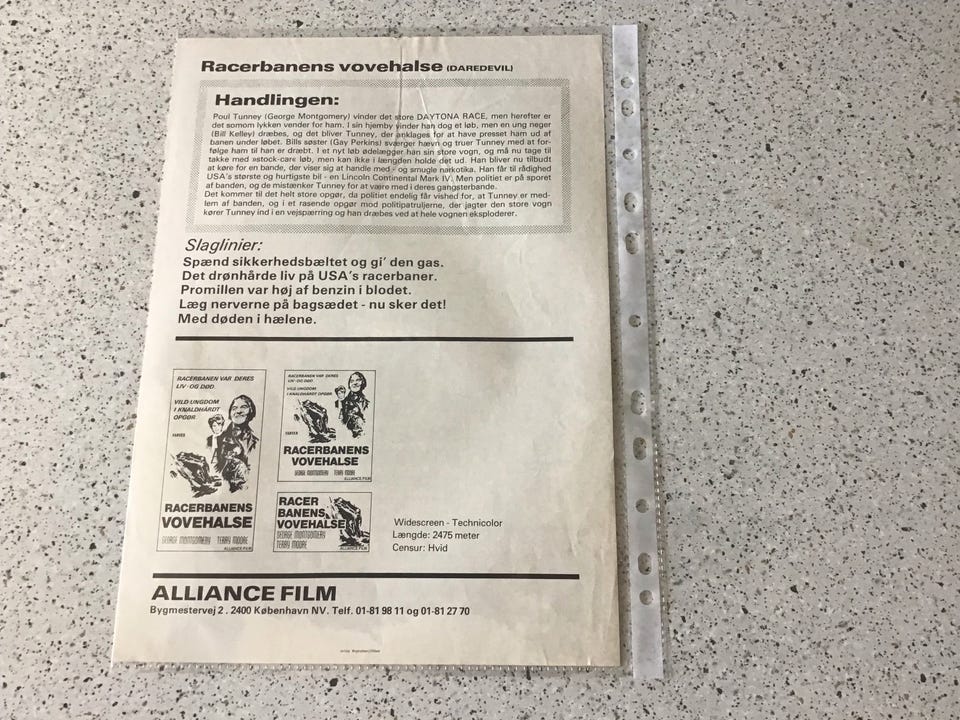 Racerbanens vovehalse (DAREDEVIL)
Handlingen:
Poul Tunney (George Montgomery) vinder det store DAYTONA RACE, men herefter er
det somom lykken vender for ham. I sin hjemby vinder han dog et løb, men en ung neger
(Bill Kelley) dræbes, og det bliver Tunney, der anklages for at have presset ham ud af
banen under løbet. Bills søster (Gay Perkins) sværger hævn og truer Tunney med at for-
følge ham til han er dræbt. I et nyt løb ødelægger han sin store vogn, og må nu tage til
takke med »stock-care løb, men kan ikke i længden holde det ud. Han bliver nu tilbudt
at køre for en bande, der viser sig at handle med - og smugle narkotika. Han får til rådighed
USA's største og hurtigste bil - en Lincoln Continental Mark IV. Men politiet er på sporet
af banden, og de mistænker Tunney for at være med i deres gangsterbande.
Det kommer til det helt store opgør, da politiet endelig får vished for, at Tunney er med-
lem af banden, og i et rasende opgør mod politipatruljerne, der jagter den store vogn
kører Tunney ind i en vejspærring og han dræbes ved at hele vognen eksploderer.
Slaglinier:
Spænd sikkerhedsbæltet og gi' den gas.
Det drønhårde liv på USA's racerbaner.
Promillen var høj af benzin i blodet.
Læg nerverne på bagsædet - nu sker det!
Med døden i hælene.
RACERBANEN VAR DERES
LIV-OG DØD
VILD UNGDOM
I KNALDHÅRDT
OPGØR
FARVER
RACERBANENS
VOVEHALSE
GEORGE MONTGOMERY TERRY MOORE
ALLIANCE FILM
RACERBANEN VAR DERES
LIV-OG DØD
VILD UNGDOM
I KNALDHÅRDT
OPGØR
FARVER
RACERBANENS
VOVEHALSE
GEORGE MONTGOMERY TERRY MOORE
ALLIANCE FILM
RACER
BANENS
VOVEHALSE
GEORGE MONTGOMERY
TERRY MOORE
ALLIANCE FILM
Widescreen - Technicolor
Længde: 2475 meter
Censur: Hvid
ALLIANCE FILM
Bygmestervej 2 . 2400 København NV. Telf. 01-81 98 11 og 01-81 27 70